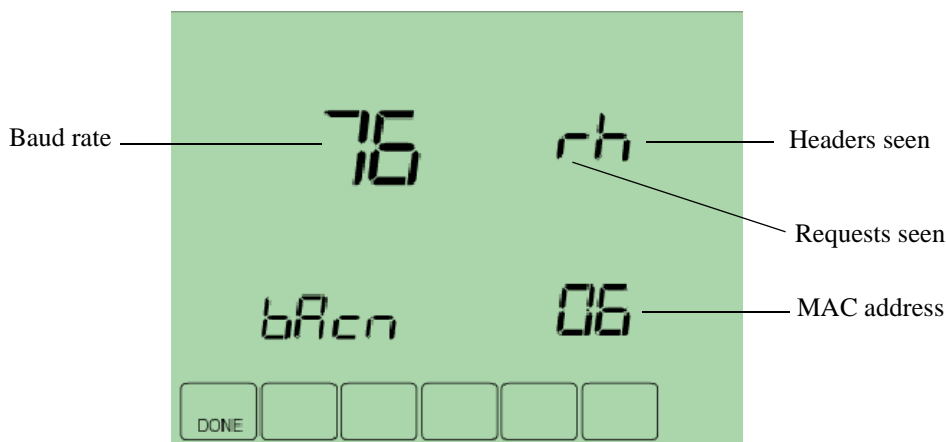 Baud rate
76
rh
Headers seen
Requests seen
bAcn
06
MAC address
DONE